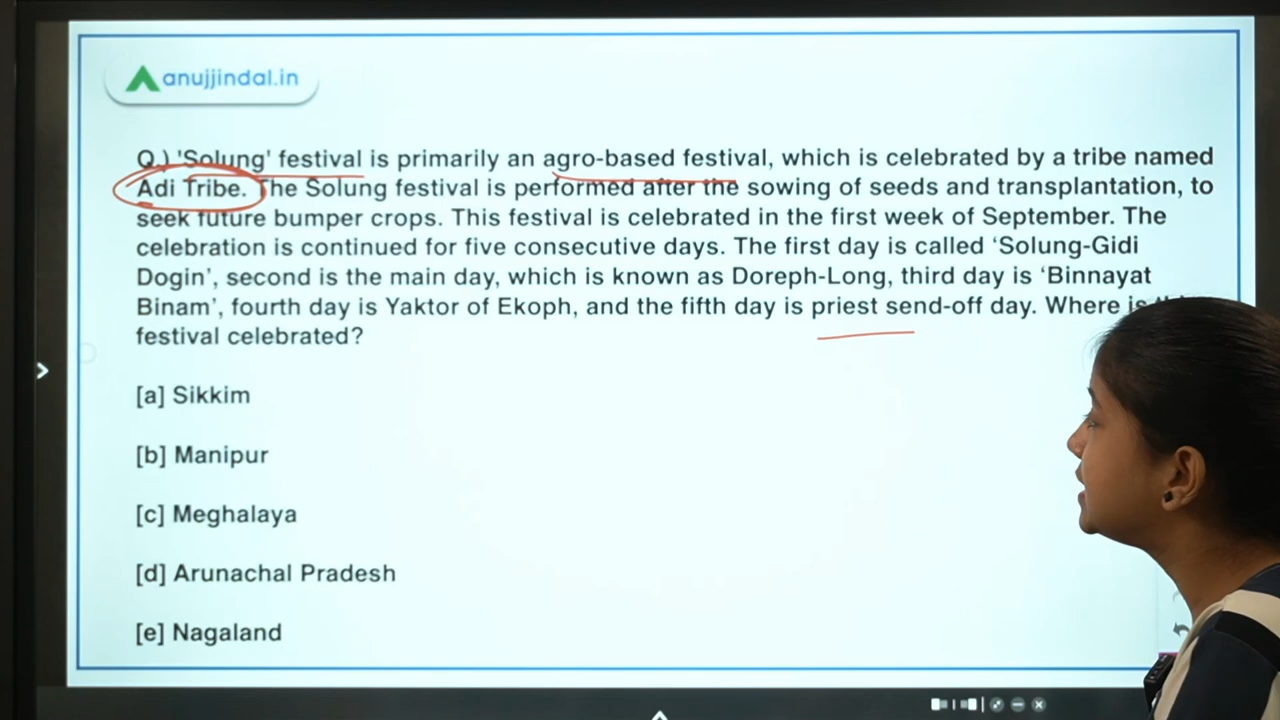 anujjindal.in
Q.) 'Solung' festival is primarily an agro-based festival, which is celebrated by a tribe named
Adi Tribe. The Solung festival is performed after the sowing of seeds and transplantation, to
seek future bumper crops. This festival is celebrated in the first week of September. The
celebration is continued for five consecutive days. The first day is called ‘Solung-Gidi
Dogin’, second is the main day, which is known as Doreph-Long, third day is ‘Binnayat
Binam’, fourth day is Yaktor of Ekoph, and the fifth day is priest send-off day. Where is
festival celebrated?
[a] Sikkim
[b] Manipur
[c] Meghalaya
[d] Arunachal Pradesh
[e] Nagaland